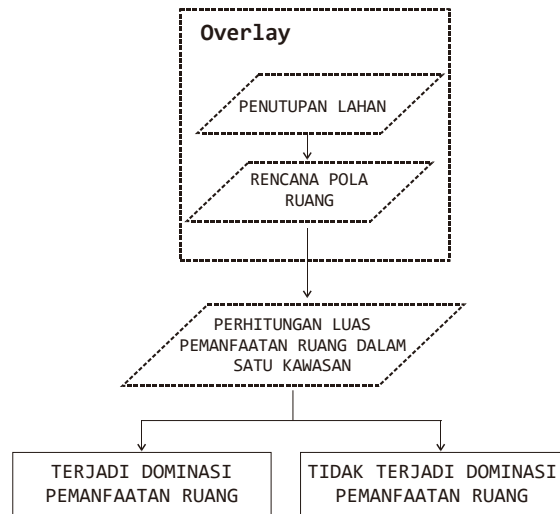 Overlay
PENUTUPAN LAHAN
RENCANA POLA
RUANG
PERHITUNGAN LUAS
PEMANFAATAN RUANG DALAM
SATU KAWASAN
TERJADI DOMINASI
PEMANFAATAN RUANG
TIDAK TERJADI DOMINASI
PEMANFAATAN RUANG